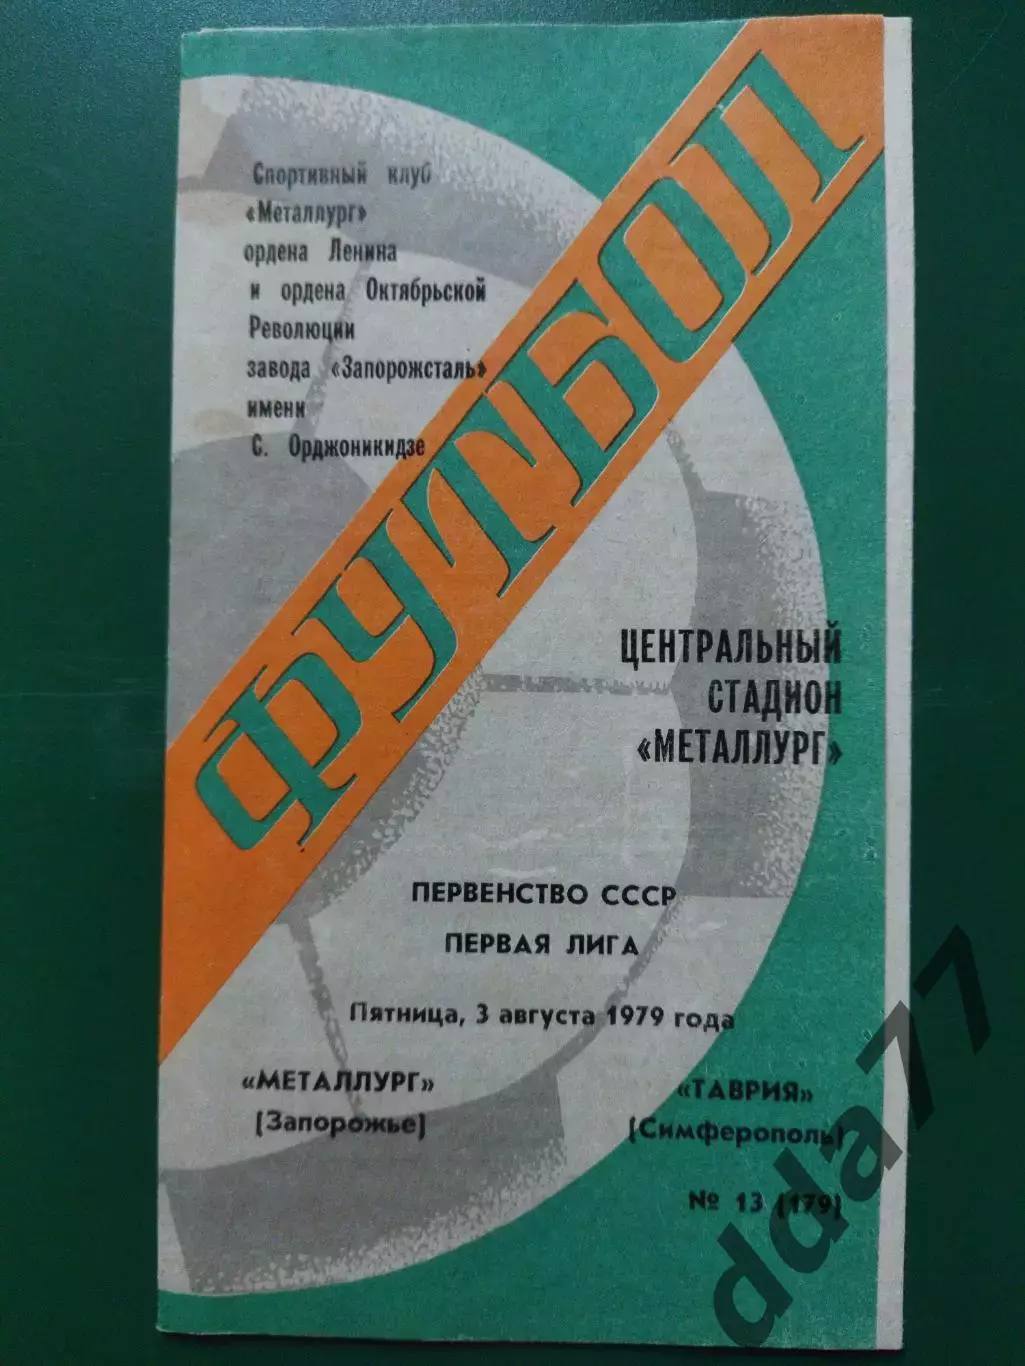 Спортивный клуб
«Металлург»
ордена Ленина
и ордена Октябрьской
Революции
завода «Запорожсталь»
имени
С. Орджоникидзе
ФУТБОЛ
ЦЕНТРАЛЬНЫЙ
СТАДИОН
«МЕТАЛЛУРГ»
ПЕРВЕНСТВО СССР
ПЕРВАЯ ЛИГА
Пятница, 3 августа 1979 года
«МЕТАЛЛУРГ» «ТАВРИЯ»
(Запорожье) (Симферополь)
№ 13 (179)
dda77